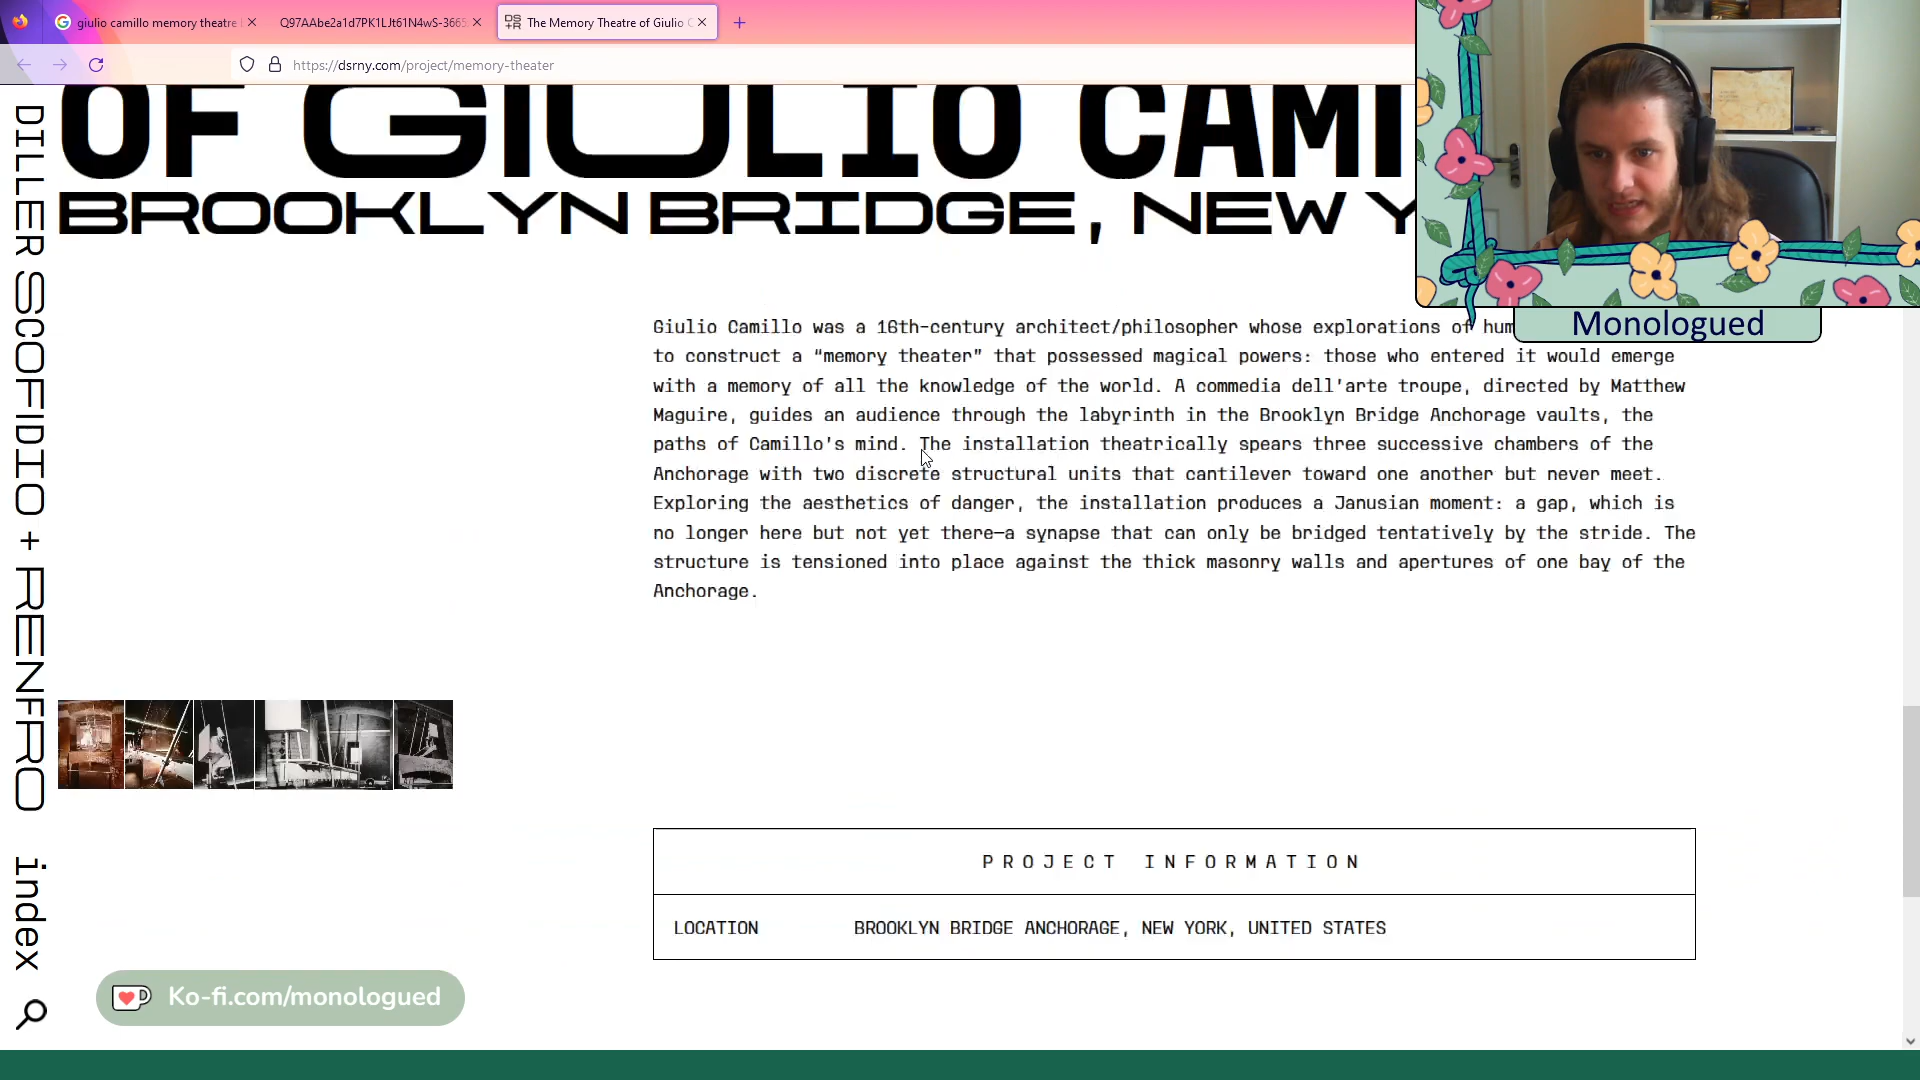 giulio camillo memory theatre
Q97AAbe2a1d7PK1LJt61N4wS-3665
The Memory Theatre of Giulio C
https://dsrny.com/project/memory-theater
OF GIULIO CAMI
BROOKLYN BRIDGE, NEW Y
DILLER SCOFIDIO + RENFRO
index
Giulio Camillo was a 16th-century architect/philosopher whose explorations of hum
to construct a “memory theater” that possessed magical powers: those who entered it would emerge
with a memory of all the knowledge of the world. A commedia dell'arte troupe, directed by Matthew
Maguire, guides an audience through the labyrinth in the Brooklyn Bridge Anchorage vaults, the
paths of Camillo's mind. The installation theatrically spears three successive chambers of the
Anchorage with two discrete structural units that cantilever toward one another but never meet.
Exploring the aesthetics of danger, the installation produces a Janusian moment: a gap, which is
no longer here but not yet there—a synapse that can only be bridged tentatively by the stride. The
structure is tensioned into place against the thick masonry walls and apertures of one bay of the
Anchorage.
Monologued
PROJECT INFORMATION
LOCATION BROOKLYN BRIDGE ANCHORAGE, NEW YORK, UNITED STATES
Ko-fi.com/monologued